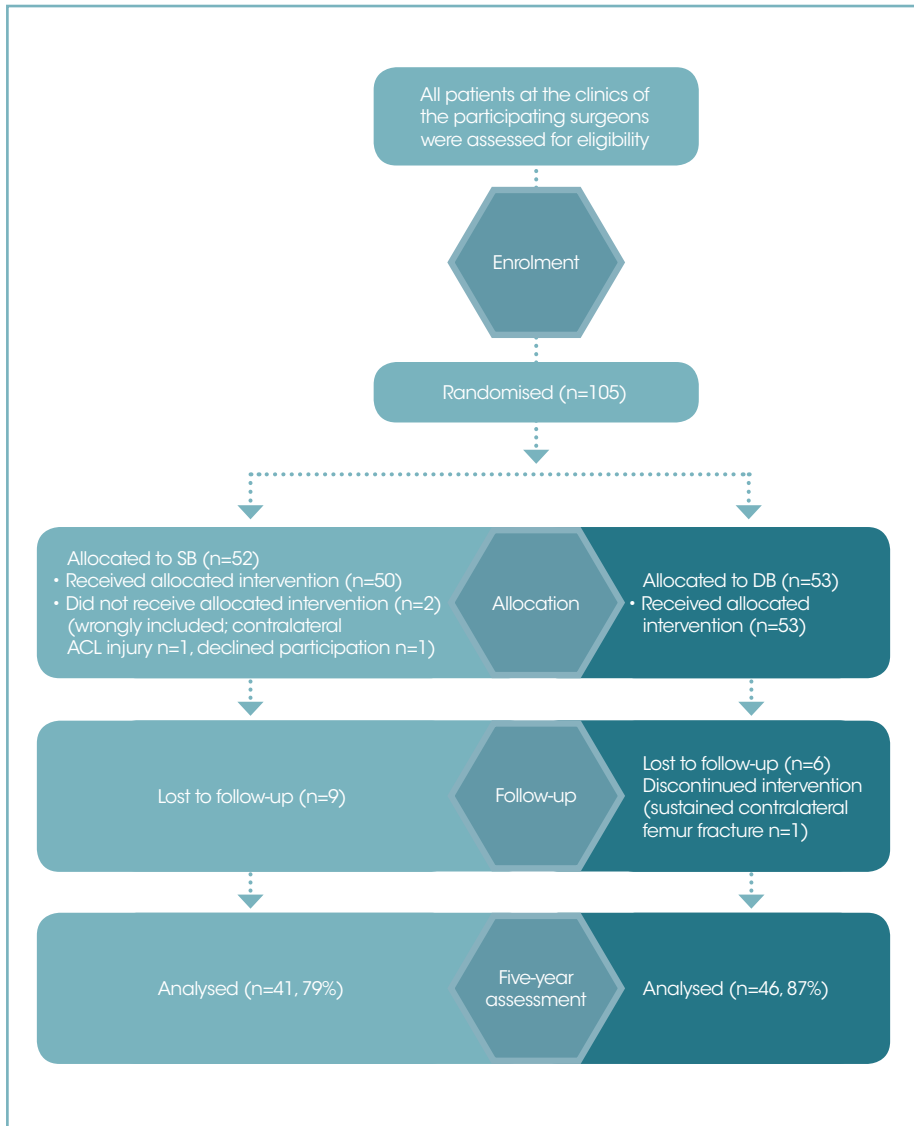 All patients at the clinics of
the participating surgeons
were assessed for eligibility
Enrolment
Randomised (n=105)
Allocated to SB (n=52)
• Received allocated intervention (n=50)
• Did not receive allocated intervention (n=2)
(wrongly included; contralateral
ACL injury n=1, declined participation n=1)
Allocation
Allocated to DB (n=53)
• Received allocated
intervention (n=53)
Lost to follow-up (n=9)
Follow-up
Lost to follow-up (n=6)
Discontinued intervention
(sustained contralateral
femur fracture n=1)
Analysed (n=41, 79%)
Five-year
assessment
Analysed (n=46, 87%)